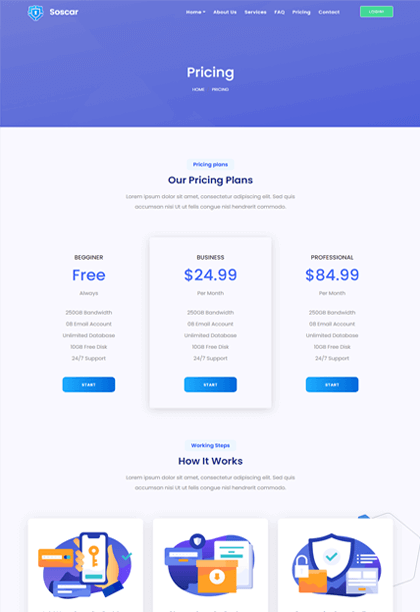 Soscar
Home About Us Services FAQ Pricing Contact
Pricing
HOME PRICING
Pricing plans
Our Pricing Plans
Lorem ipsum dolor sit amet, consectetur adipiscing elit. Sed quis
accumsan nisi Ut ut felis congue nisl hendrerit commodo.
BEGGINER
Free
Always
250GB Bandwidth
08 Email Account
Unlimited Database
10GB Free Disk
24/7 Support
START
BUSINESS
$24.99
Per Month
250GB Bandwidth
08 Email Account
Unlimited Database
10GB Free Disk
24/7 Support
START
PROFESSIONAL
$84.99
Per Month
250GB Bandwidth
08 Email Account
Unlimited Database
10GB Free Disk
24/7 Support
START
Working Steps
How It Works
Lorem ipsum dolor sit amet, consectetur adipiscing elit. Sed quis
accumsan nisi Ut ut felis congue nisl hendrerit commodo.